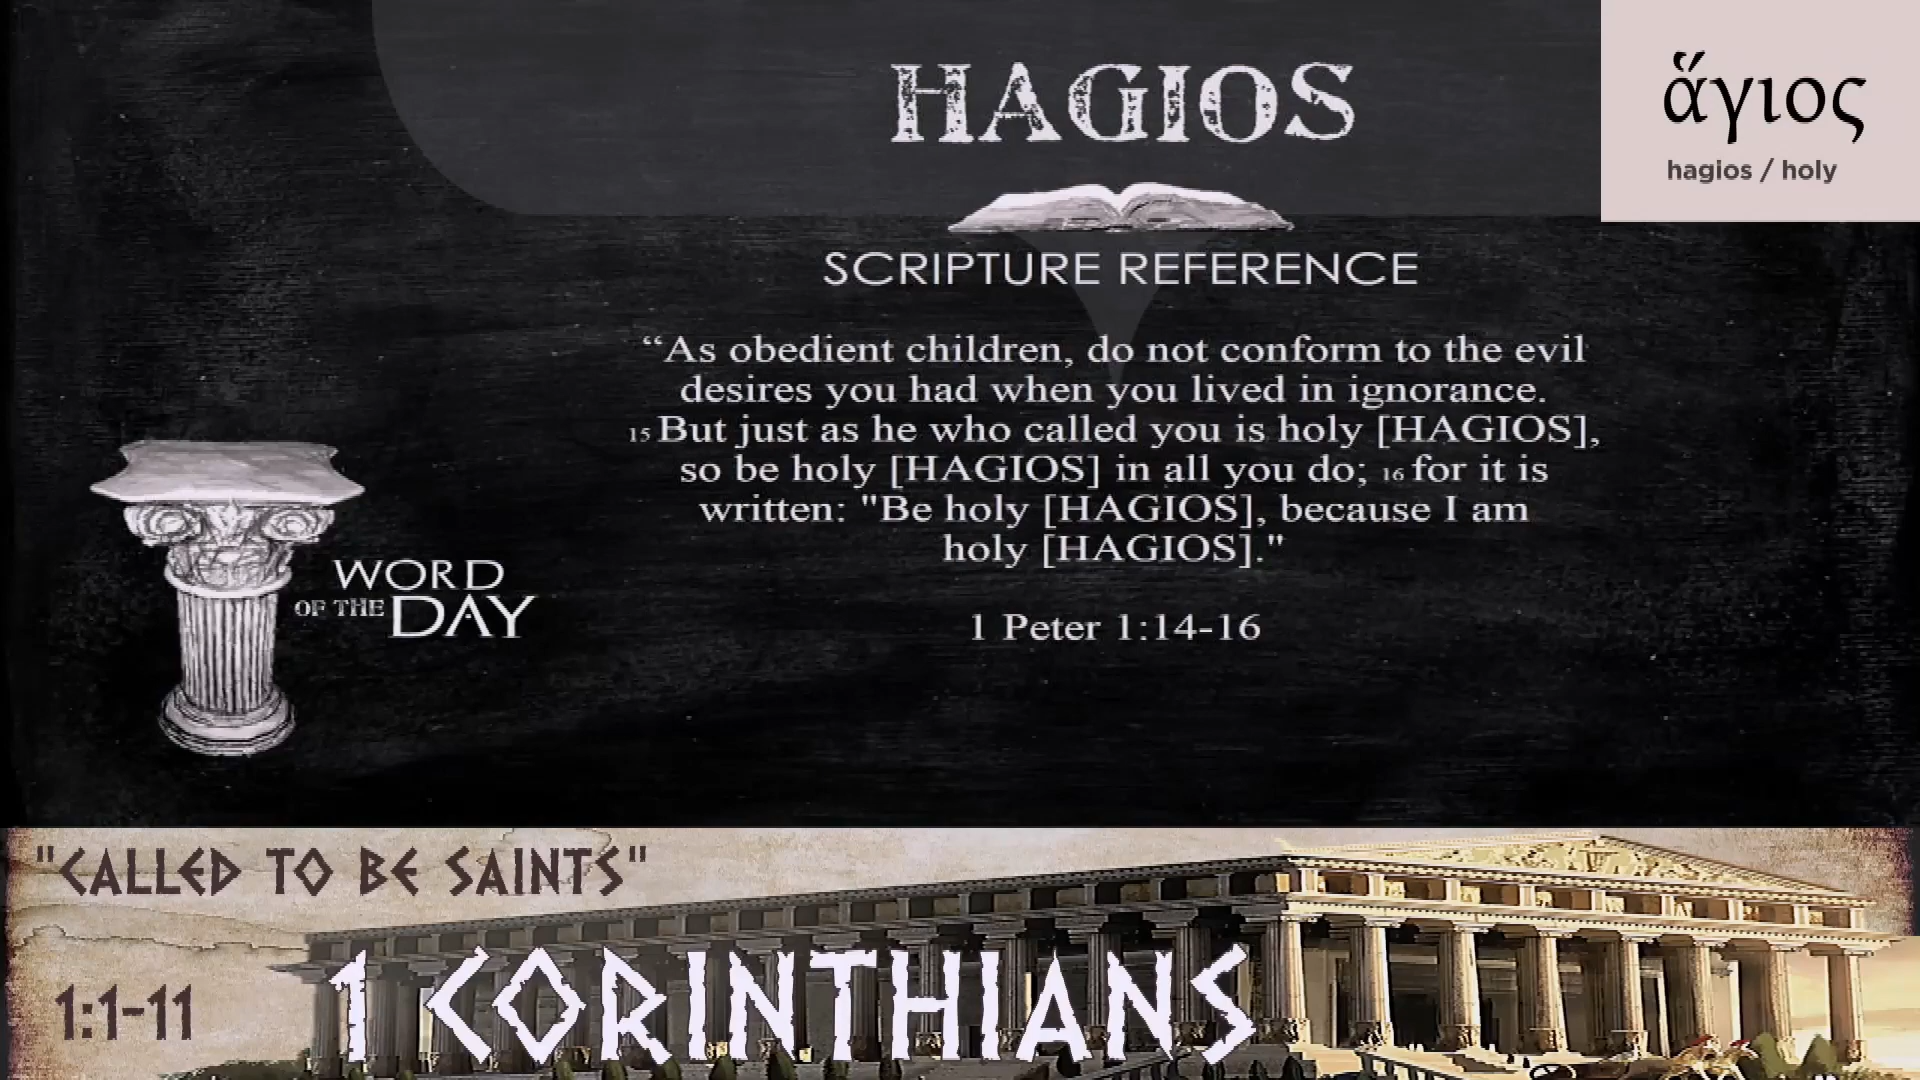 HAGIOS
ἅγιος
hagios / holy
SCRIPTURE REFERENCE
“As obedient children, do not conform to the evil
desires you had when you lived in ignorance.
15 But just as he who called you is holy [HAGIOS],
so be holy [HAGIOS] in all you do; 16 for it is
written: "Be holy [HAGIOS], because I am
holy [HAGIOS]."
1 Peter 1:14-16
WORD
OF THE DAY
"CALLED TO BE SAINTS"
1:1-11
1 CORINTHIANS